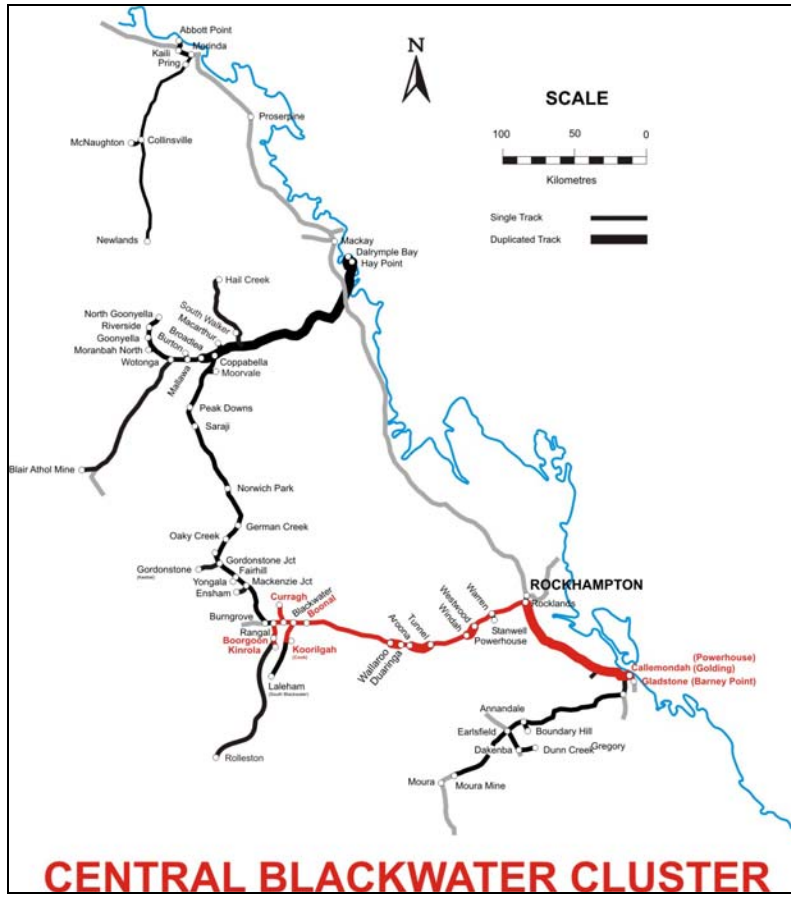 Abbott Point
Kaili
Merinda
Pring
N
SCALE
100 50 0
Kilometres
Single Track
Duplicated Track
Proserpine
McNaughton
Collinsville
Newlands
Mackay
Dalrymple Bay
Hay Point
Hail Creek
South Walker
Macarthur
North Goonyella
Riverside
Goonyella
Moranbah North
Wotonga
Broadlea
Burton
Mallawa
Coppabella
Moorvale
Peak Downs
Saraji
Blair Athol Mine
Norwich Park
German Creek
Oaky Creek
Gordonstone Jct
Gordonstone
Fairhill
Yongala
Mackenzie Jct
Ensham
Curragh
Blackwater
Boonal
Burngrove
Rangal
Boorgoon
Kinrola
Koorilgah
(Cook)
Laleham
(South Blackwater)
Rolleston
Wallaroo
Duaringa
Aroona
Tunnel
Windah
Westwood
Warren
Stanwell
Powerhouse
ROCKHAMPTON
Rocklands
(Powerhouse)
Callemondah (Golding)
Gladstone (Barney Point)
Annandale
Earlsfield
Boundary Hill
Dakenba
Dunn Creek
Gregory
Moura
Moura Mine
CENTRAL BLACKWATER CLUSTER